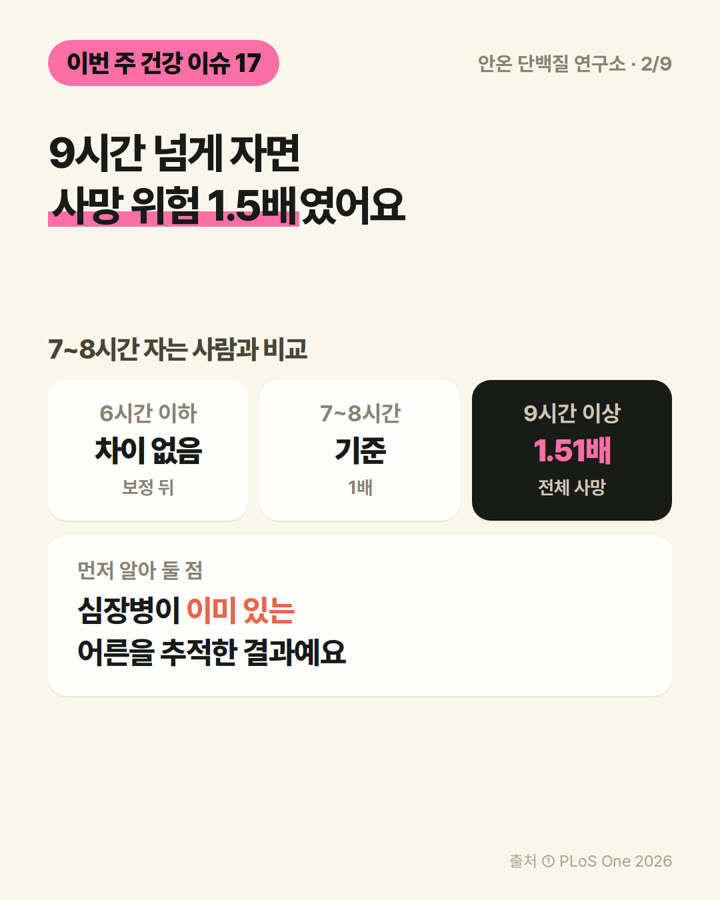 이번 주 건강 이슈 17
안온 단백질 연구소 · 2/9
9시간 넘게 자면
사망 위험 1.5배였어요
7~8시간 자는 사람과 비교
6시간 이하
차이 없음
보정 뒤
7~8시간
기준
1배
9시간 이상
1.51배
전체 사망
먼저 알아 둘 점
심장병이 이미 있는
어른을 추적한 결과예요
출처 ① PLoS One 2026